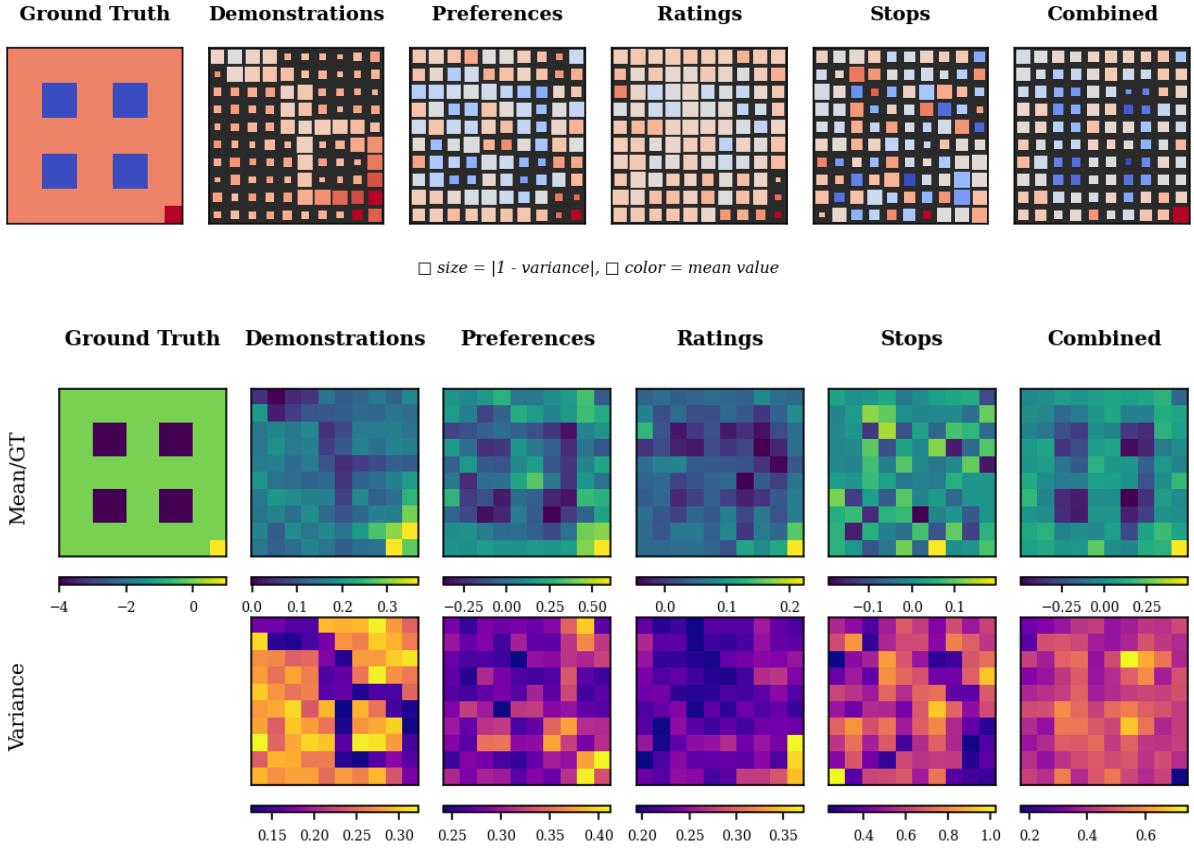 Ground Truth Demonstrations Preferences Ratings Stops Combined
□ size = |1 - variance|, □ color = mean value
Ground Truth Demonstrations Preferences Ratings Stops Combined
Mean/GT
−4 −2 0 0.0 0.1 0.2 0.3 −0.25 0.00 0.25 0.50 0.0 0.1 0.2 −0.1 0.0 0.1 −0.25 0.00 0.25
Variance
0.15 0.20 0.25 0.30 0.25 0.30 0.35 0.40 0.20 0.25 0.30 0.35 0.4 0.6 0.8 1.0 0.2 0.4 0.6